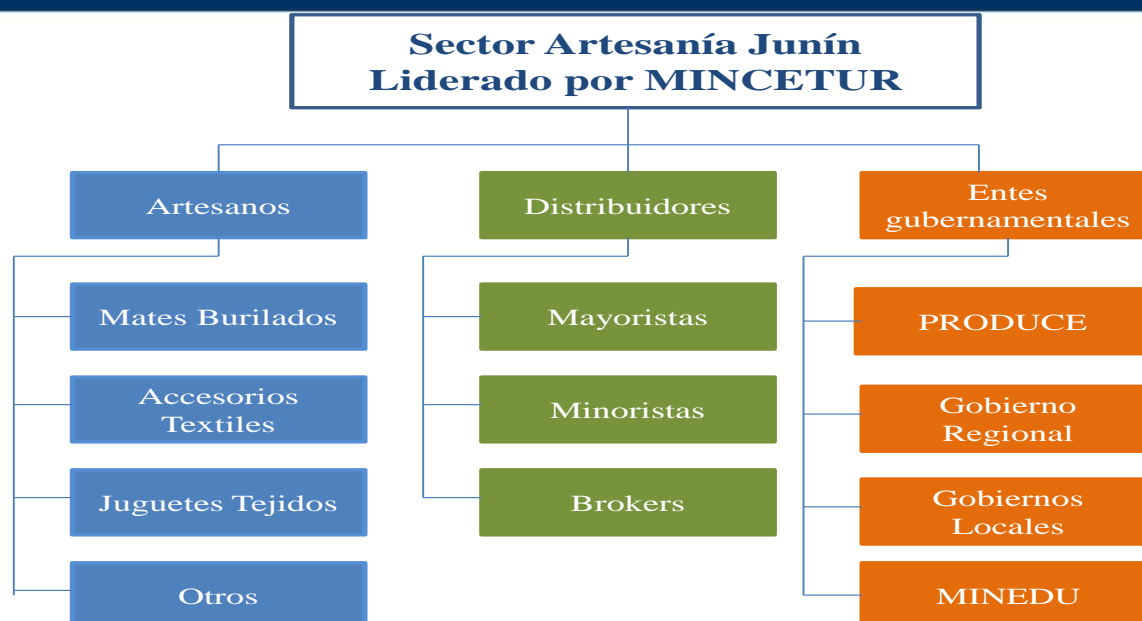 Sector Artesanía Junín
Liderado por MINCETUR
Artesanos
Mates Burilados
Accesorios
Textiles
Juguetes Tejidos
Otros
Distribuidores
Mayoristas
Minoristas
Brokers
Entes
gubernamentales
PRODUCE
Gobierno
Regional
Gobiernos
Locales
MINEDU